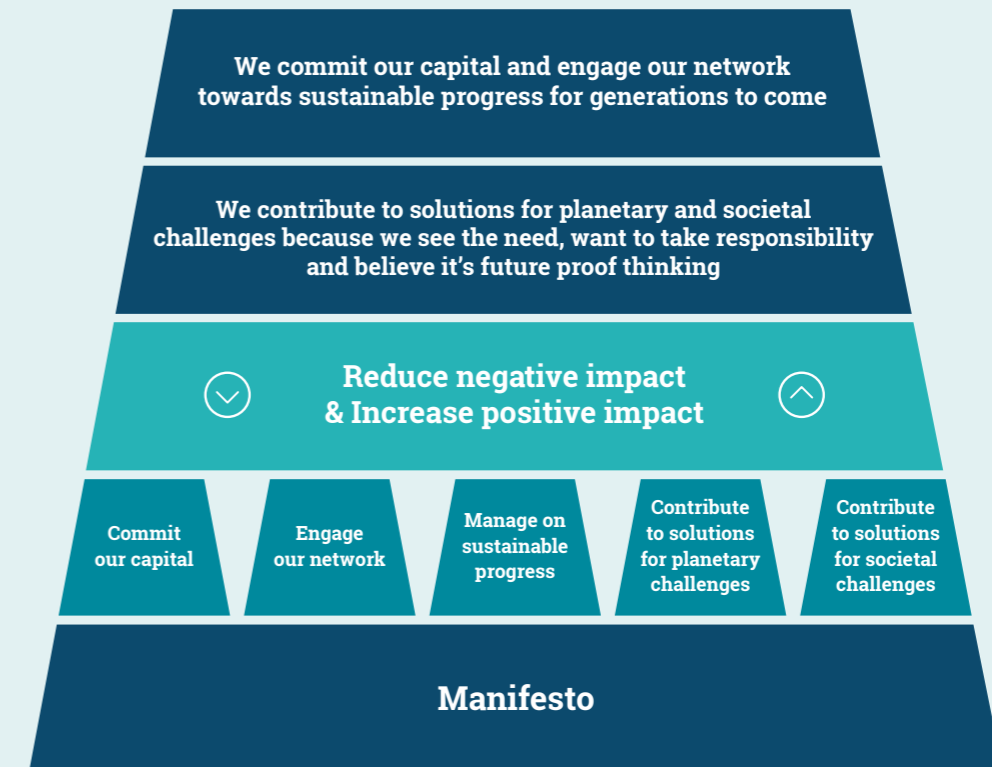 We commit our capital and engage our network
towards sustainable progress for generations to come
We contribute to solutions for planetary and societal
challenges because we see the need, want to take responsibility
and believe it's future proof thinking
Reduce negative impact
& Increase positive impact
Commit
our capital
Engage
our network
Manage on
sustainable
progress
Contribute
to solutions
for planetary
challenges
Contribute
to solutions
for societal
challenges
Manifesto